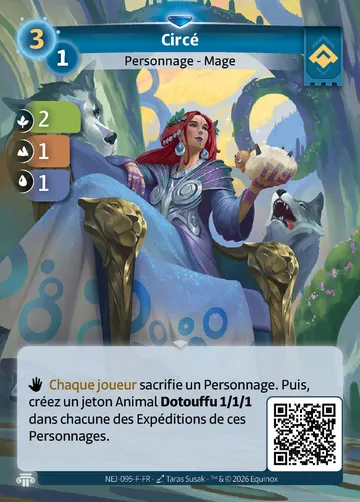 3
Circé
1
Personnage - Mage
2
1
1
Chaque joueur sacrifie un Personnage. Puis,
créez un jeton Animal Dotouffu 1/1/1
dans chacune des Expéditions de ces
Personnages.
NEJ-095-F-FR - Taras Susak - ™ & © 2026 Equinox